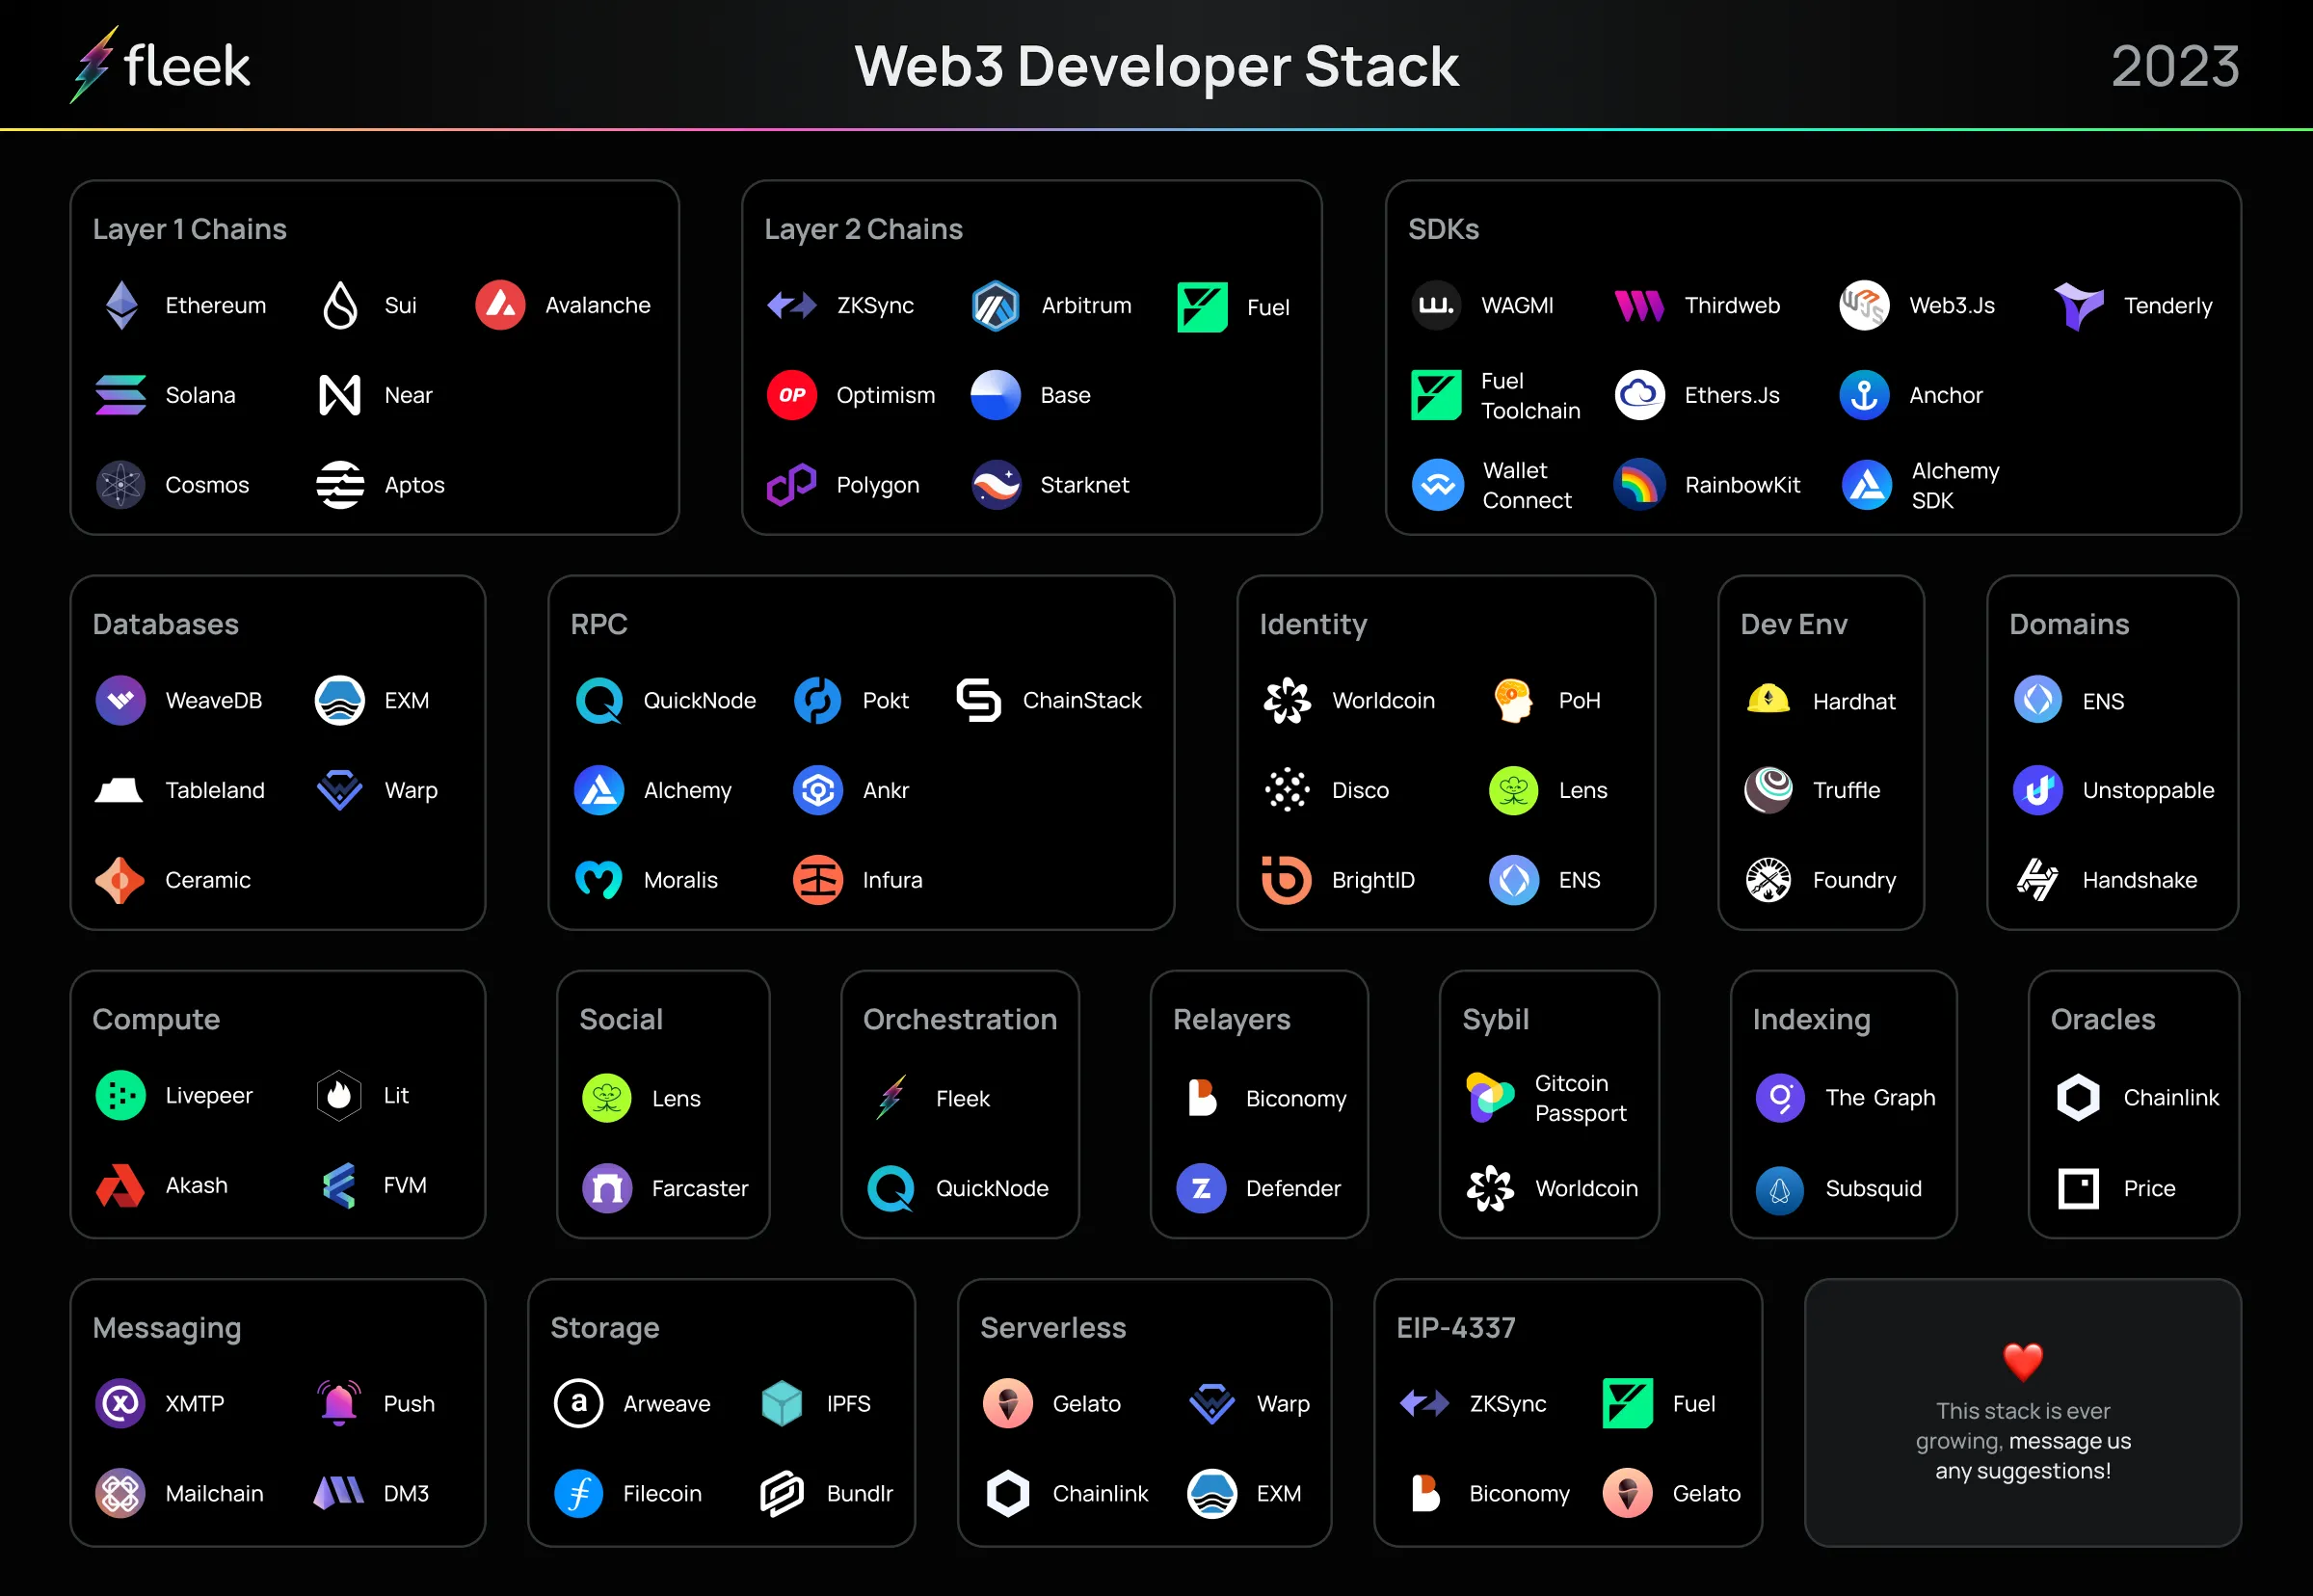 fleek
Web3 Developer Stack
2023
Layer 1 Chains
Ethereum
Sui
Avalanche
Solana
Near
Cosmos
Aptos
Layer 2 Chains
ZKSync
Arbitrum
Fuel
OP
Optimism
Base
Polygon
Starknet
SDKs
w.
WAGMI
Thirdweb
W3JS
Web3.Js
Tenderly
Fuel
Toolchain
Ethers.Js
Anchor
Wallet
Connect
RainbowKit
Alchemy
SDK
Databases
WeaveDB
EXM
Tableland
Warp
Ceramic
RPC
QuickNode
Pokt
ChainStack
Alchemy
Ankr
Moralis
Infura
Identity
Worldcoin
PoH
Disco
Lens
BrightID
ENS
Dev Env
Hardhat
Truffle
Foundry
Domains
ENS
Unstoppable
Handshake
Compute
Livepeer
Lit
Akash
FVM
Social
Lens
Farcaster
Orchestration
Fleek
QuickNode
Relayers
Biconomy
Defender
Sybil
Gitcoin
Passport
Worldcoin
Indexing
The Graph
Subsquid
Oracles
Chainlink
Price
Messaging
XMTP
Push
Mailchain
DM3
Storage
a
Arweave
IPFS
f
Filecoin
Bundlr
Serverless
Gelato
Warp
Chainlink
EXM
EIP-4337
ZKSync
Fuel
Biconomy
Gelato
This stack is ever
growing, message us
any suggestions!